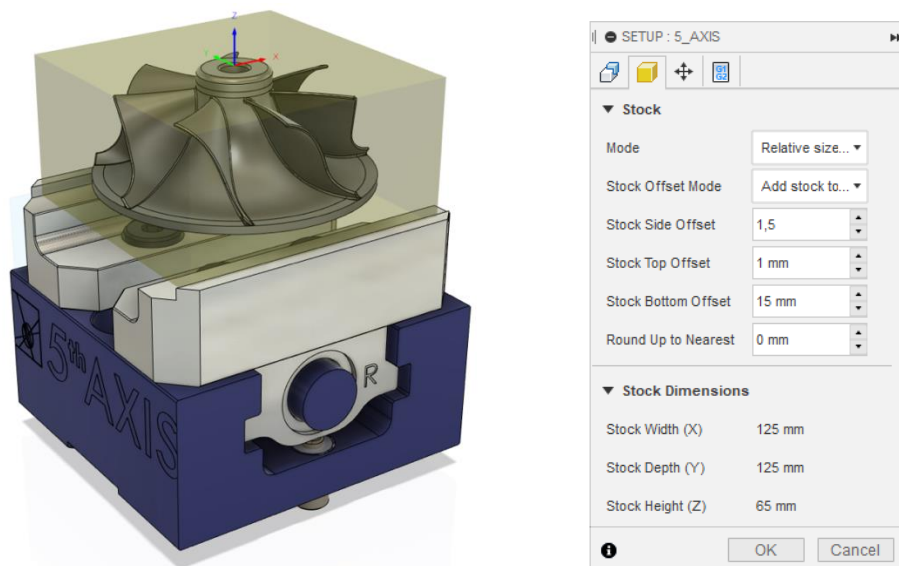 Z
Y
X
5th AXIS
R
SETUP : 5_AXIS
G1
G2
Stock
Mode
Relative size...
Stock Offset Mode
Add stock to...
Stock Side Offset
1,5
Stock Top Offset
1 mm
Stock Bottom Offset
15 mm
Round Up to Nearest
0 mm
Stock Dimensions
Stock Width (X)
125 mm
Stock Depth (Y)
125 mm
Stock Height (Z)
65 mm
OK
Cancel